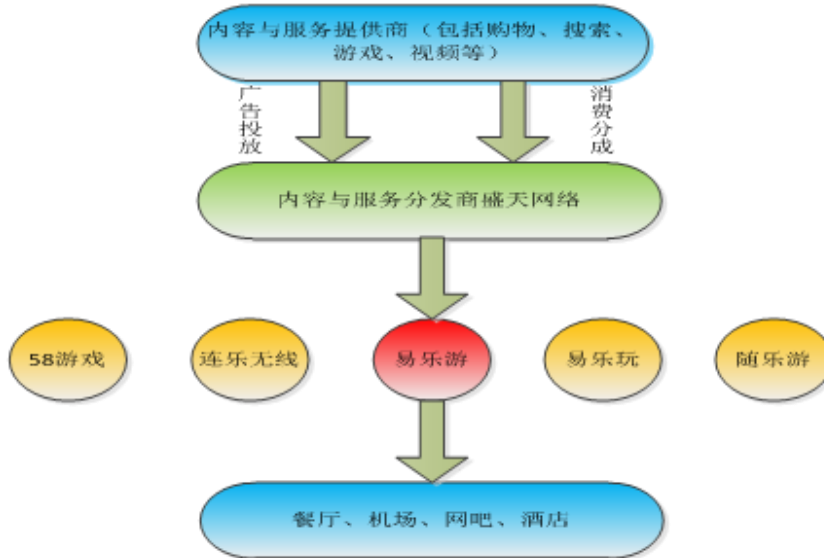 内容与服务提供商（包括购物、搜索、
游戏、视频等）
广告投放
消费分成
内容与服务分发商盛天网络
58游戏
连乐无线
易乐游
易乐玩
随乐游
餐厅、机场、网吧、酒店